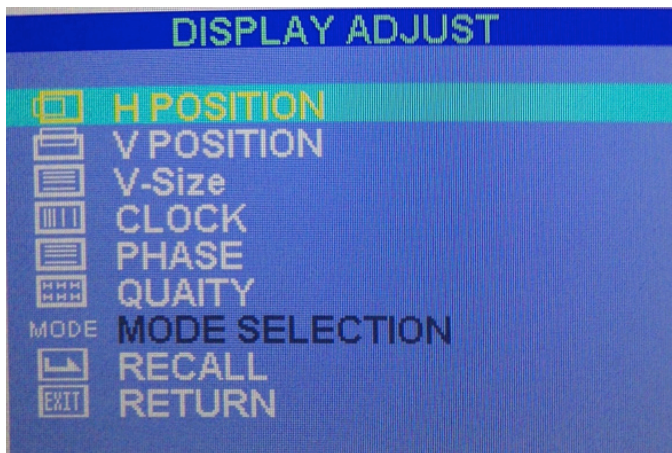 DISPLAY ADJUST
H POSITION
V POSITION
V-Size
CLOCK
PHASE
QUAITY
MODE MODE SELECTION
RECALL
EXIT RETURN